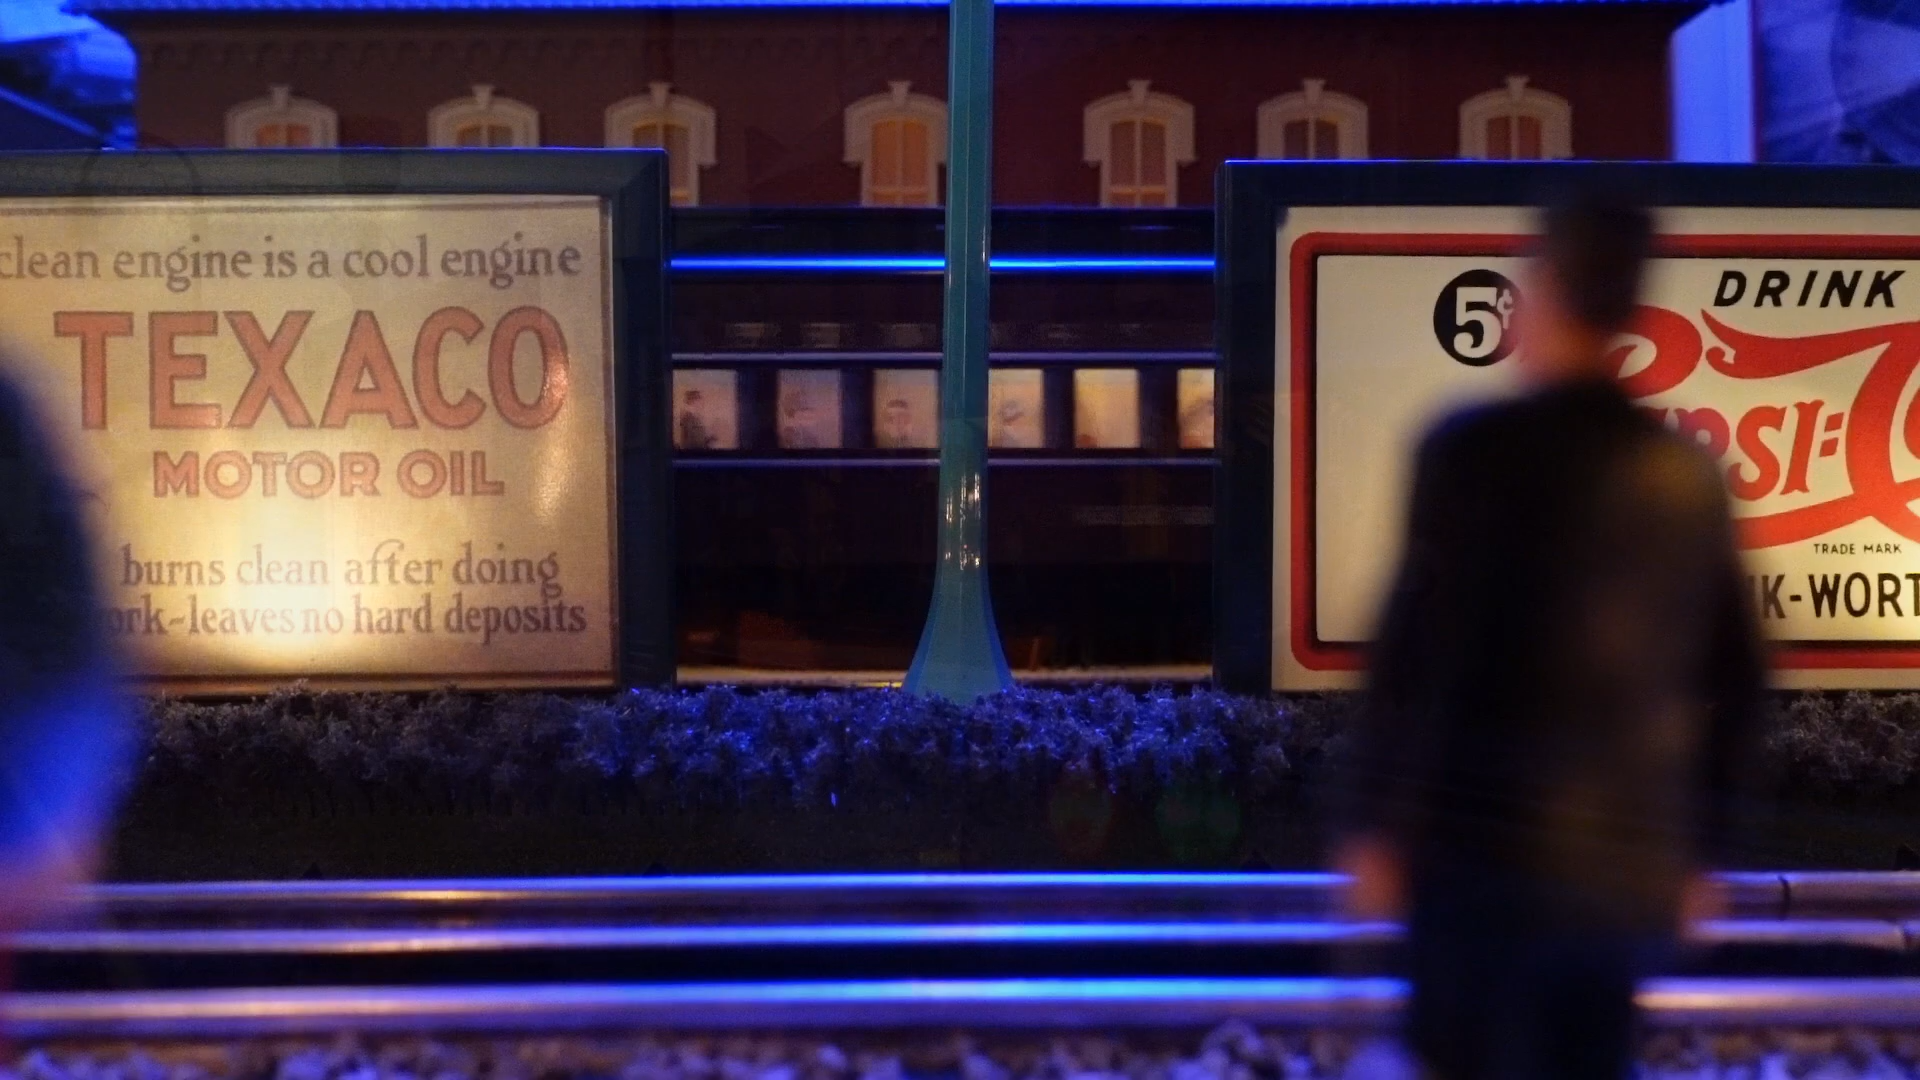 clean engine is a cool engine
TEXACO
MOTOR OIL
burns clean after doing
ork-leaves no hard deposits
5¢
DRINK
PSI=C
TRADE MARK
K-WORT